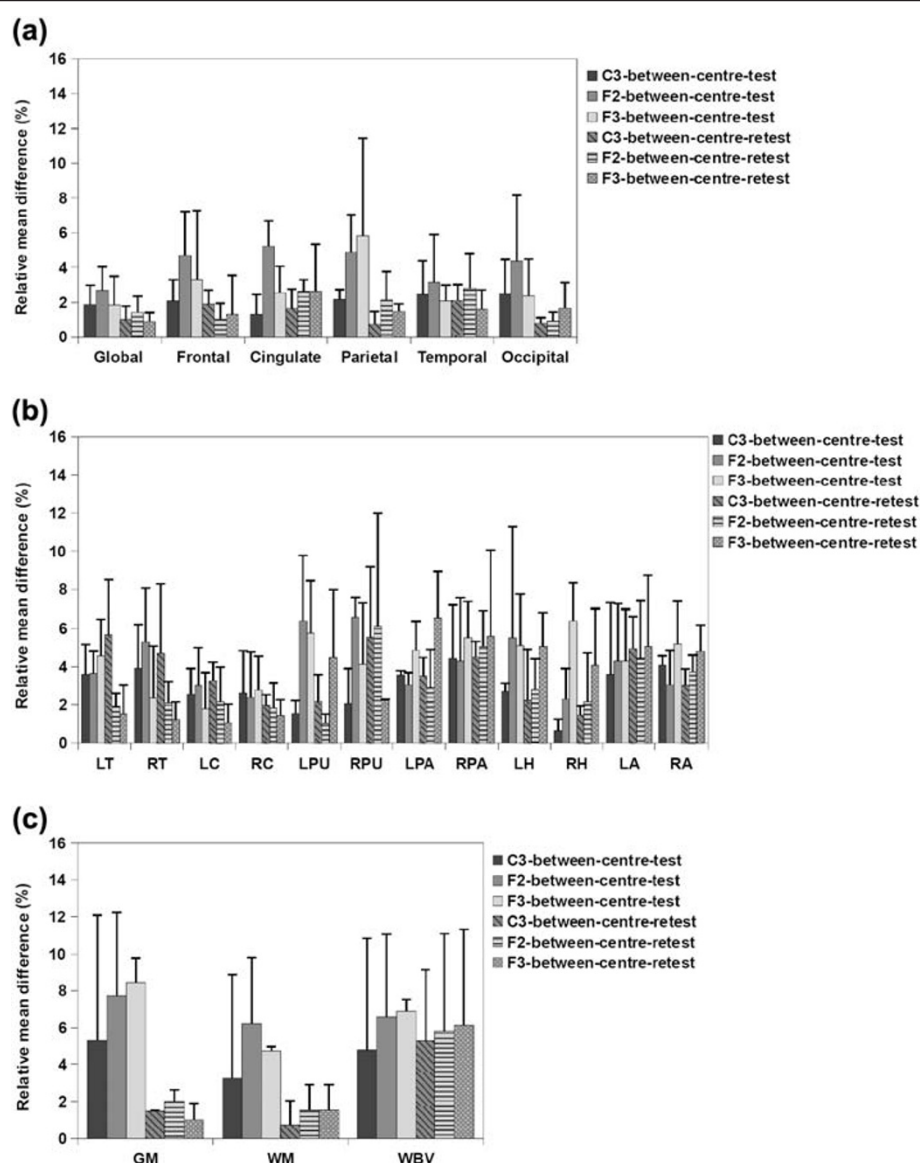 (a)
Relative mean difference (%)
16
14
12
10
8
6
4
2
0
Global Frontal Cingulate Parietal Temporal Occipital
C3-between-centre-test
F2-between-centre-test
F3-between-centre-test
C3-between-centre-retest
F2-between-centre-retest
F3-between-centre-retest
(b)
Relative mean difference (%)
16
14
12
10
8
6
4
2
0
LT RT LC RC LPU RPU LPA RPA LH RH LA RA
C3-between-centre-test
F2-between-centre-test
F3-between-centre-test
C3-between-centre-retest
F2-between-centre-retest
F3-between-centre-retest
(c)
Relative mean difference (%)
16
14
12
10
8
6
4
2
0
GM WM WBV
C3-between-centre-test
F2-between-centre-test
F3-between-centre-test
C3-between-centre-retest
F2-between-centre-retest
F3-between-centre-retest